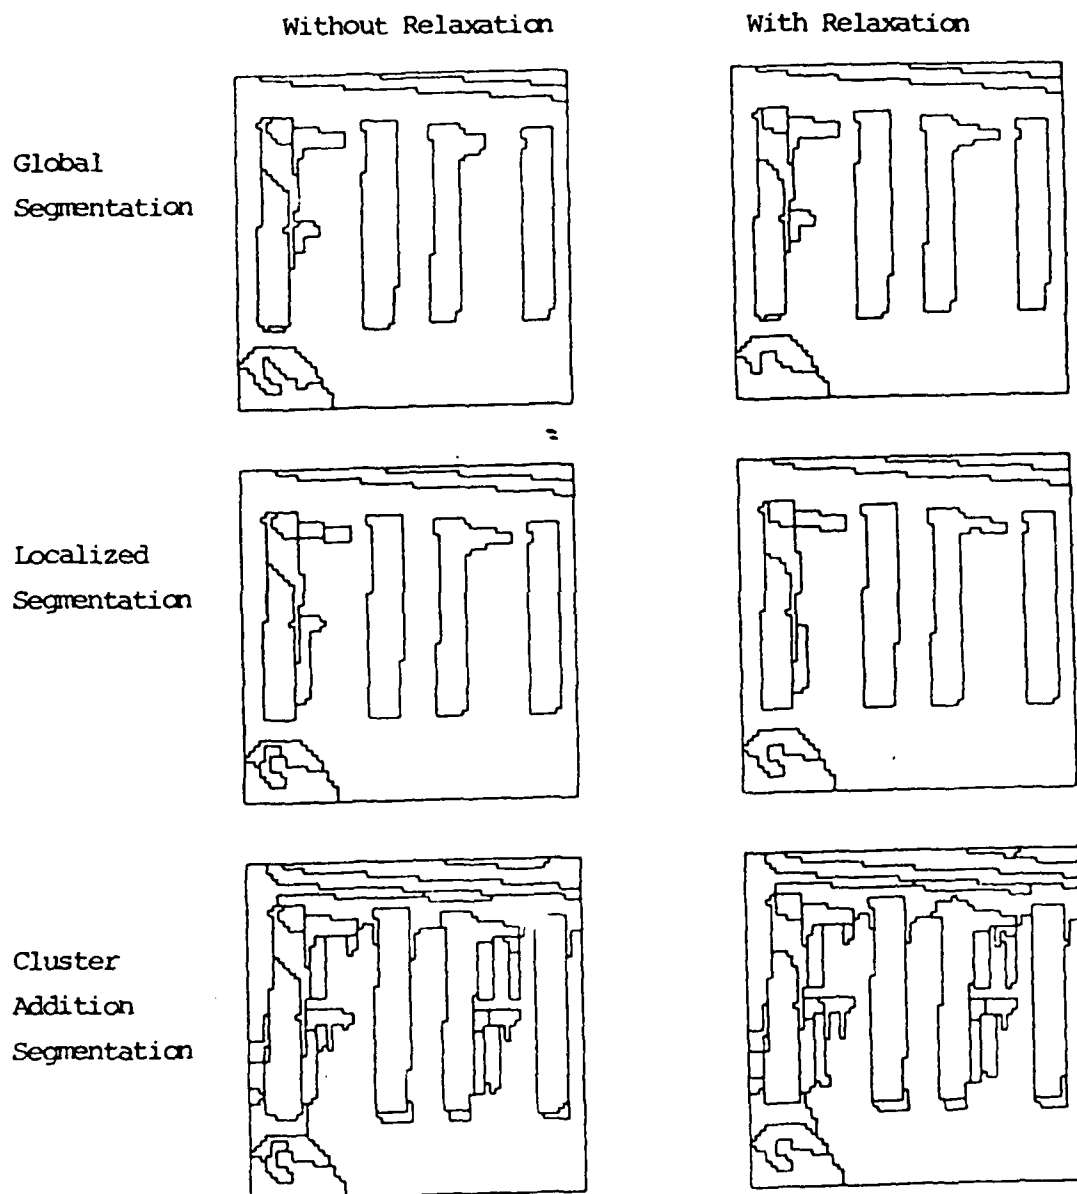 Without Relaxation
With Relaxation
Global
Segmentation
Localized
Segmentation
Cluster
Addition
Segmentation